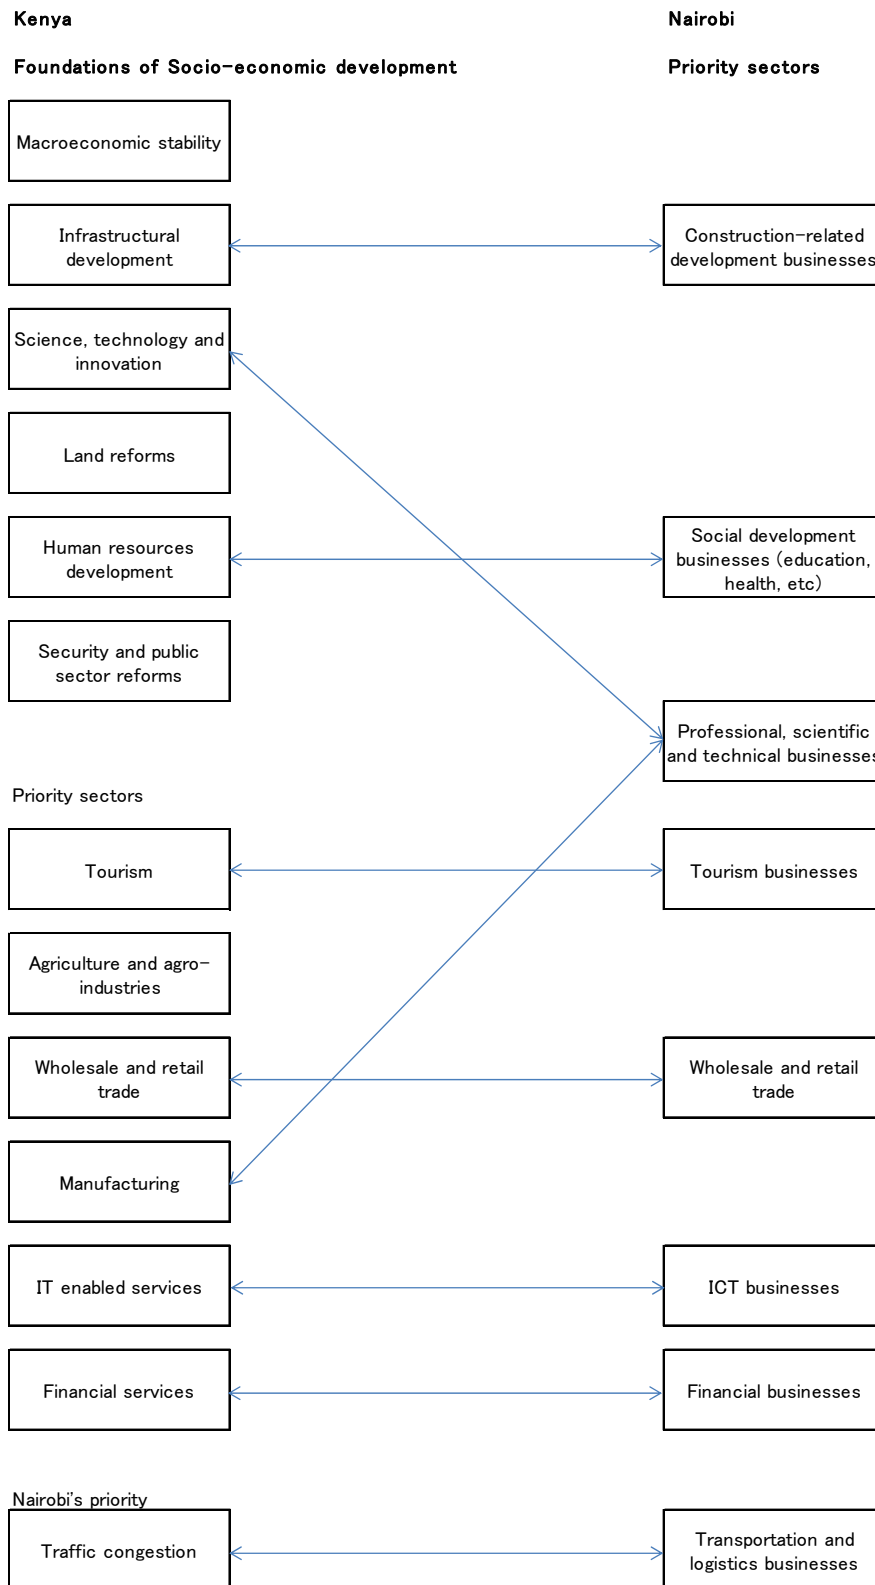 Kenya
Nairobi
Foundations of Socio-economic development
Priority sectors
Macroeconomic stability
Infrastructural
development
Construction-related
development businesses
Science, technology and
innovation
Land reforms
Human resources
development
Social development
businesses (education,
health, etc)
Security and public
sector reforms
Professional, scientific
and technical businesses
Priority sectors
Tourism
Tourism businesses
Agriculture and agro-
industries
Wholesale and retail
trade
Wholesale and retail
trade
Manufacturing
IT enabled services
ICT businesses
Financial services
Financial businesses
Nairobi's priority
Traffic congestion
Transportation and
logistics businesses